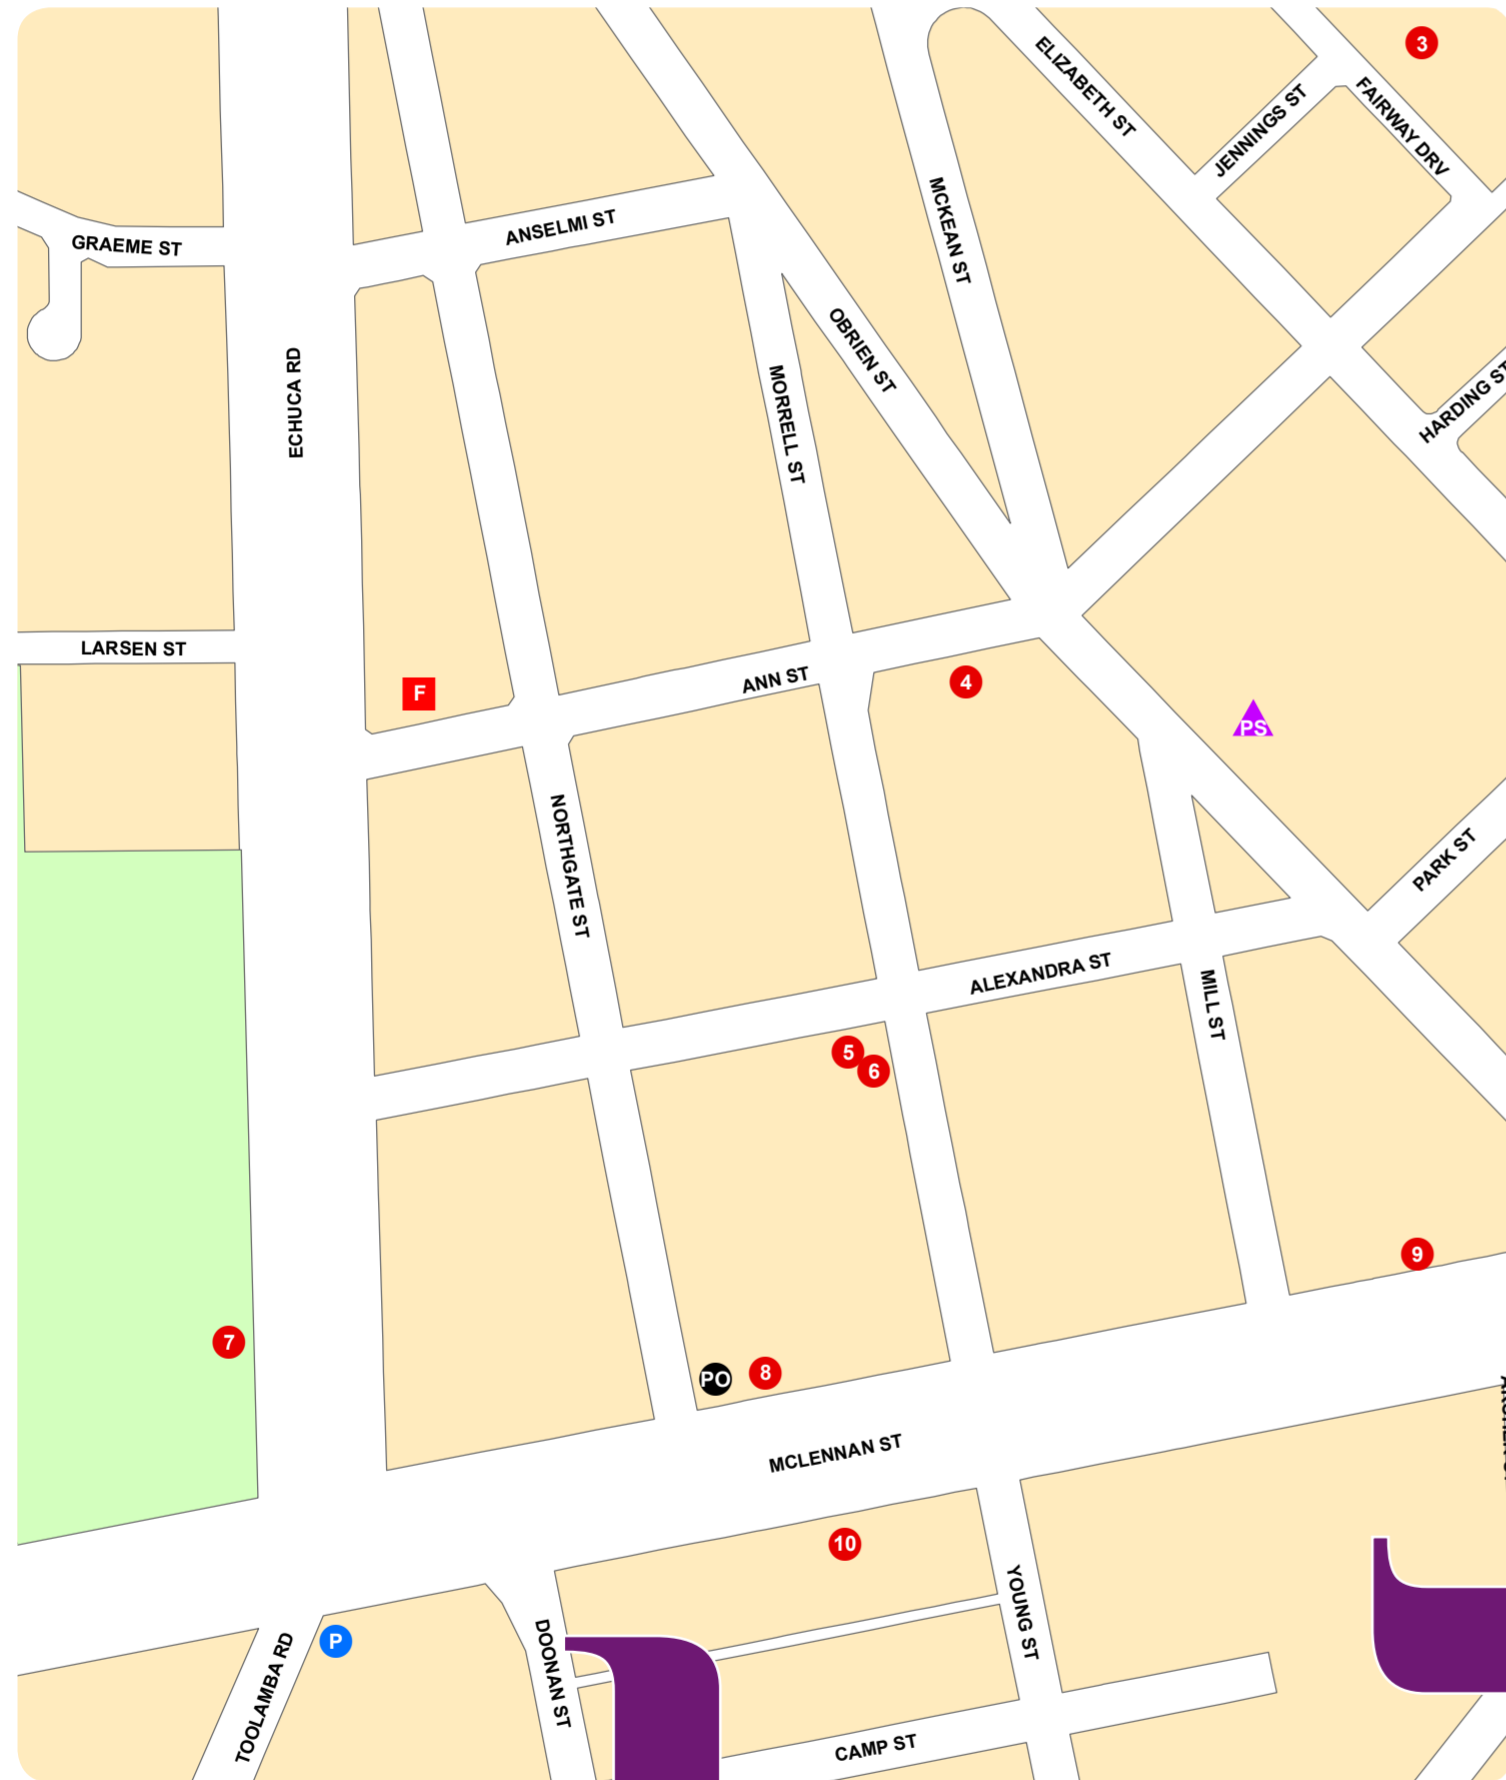 3
ELIZABETH ST
FAIRWAY DRV
JENNINGS ST
MCKEAN ST
ANSELMI ST
GRAEME ST
OBRIEN ST
ECHUCA RD
HARDING ST
MORRELL ST
LARSEN ST
ANN ST
4
F
PS
NORTHGATE ST
PARK ST
ALEXANDRA ST
MILL ST
5
6
9
7
8
PO
MCLENNAN ST
10
YOUNG ST
P
DOONAN ST
TOOLAMBA RD
CAMP ST